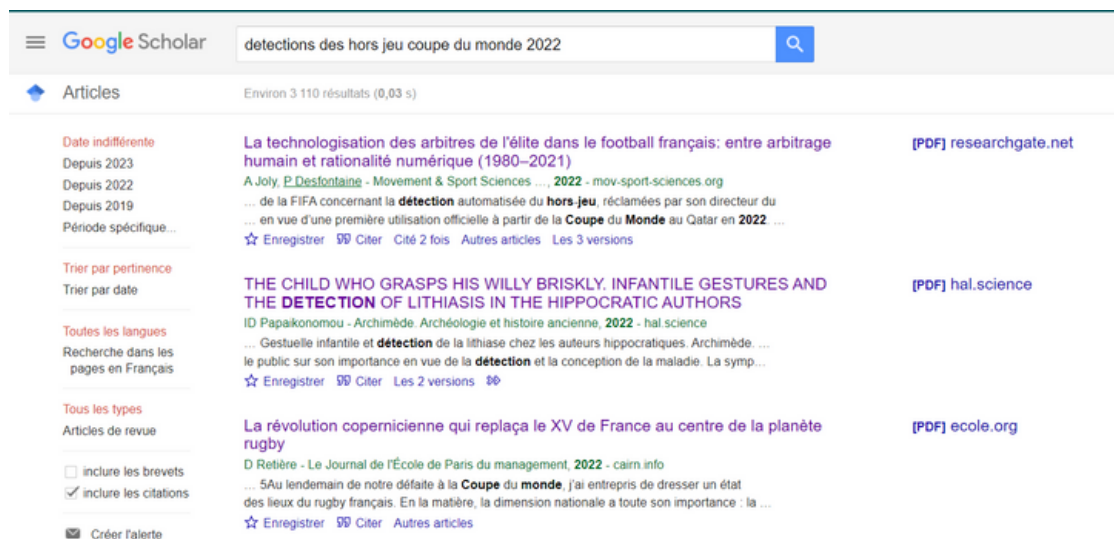 Google Scholar
detections des hors jeu coupe du monde 2022
Articles
Environ 3 110 résultats (0,03 s)
Date indifférente
Depuis 2023
Depuis 2022
Depuis 2019
Période spécifique...
Trier par pertinence
Trier par date
Toutes les langues
Recherche dans les
pages en Français
Tous les types
Articles de revue
inclure les brevets
inclure les citations
Créer l'alerte
La technologisation des arbitres de l'élite dans le football français: entre arbitrage
humain et rationalité numérique (1980–2021)
A Joly, P Desfontaine - Movement & Sport Sciences ..., 2022 - mov-sport-sciences.org
... de la FIFA concernant la détection automatisée du hors-jeu, réclamées par son directeur du
... en vue d'une première utilisation officielle à partir de la Coupe du Monde au Qatar en 2022. ...
Enregistrer Citer Cité 2 fois Autres articles Les 3 versions
[PDF] researchgate.net
THE CHILD WHO GRASPS HIS WILLY BRISKLY. INFANTILE GESTURES AND
THE DETECTION OF LITHIASIS IN THE HIPPOCRATIC AUTHORS
ID Papaikonomou - Archimède. Archéologie et histoire ancienne, 2022 - hal.science
... Gestuelle infantile et détection de la lithiase chez les auteurs hippocratiques. Archimède. ...
le public sur son importance en vue de la détection et la conception de la maladie. La symp...
Enregistrer Citer Les 2 versions
[PDF] hal.science
La révolution copernicienne qui replaça le XV de France au centre de la planète
rugby
D Retière - Le Journal de l'École de Paris du management, 2022 - cairn.info
... 5Au lendemain de notre défaite à la Coupe du monde, j'ai entrepris de dresser un état
des lieux du rugby français. En la matière, la dimension nationale a toute son importance : la ...
Enregistrer Citer Autres articles
[PDF] ecole.org